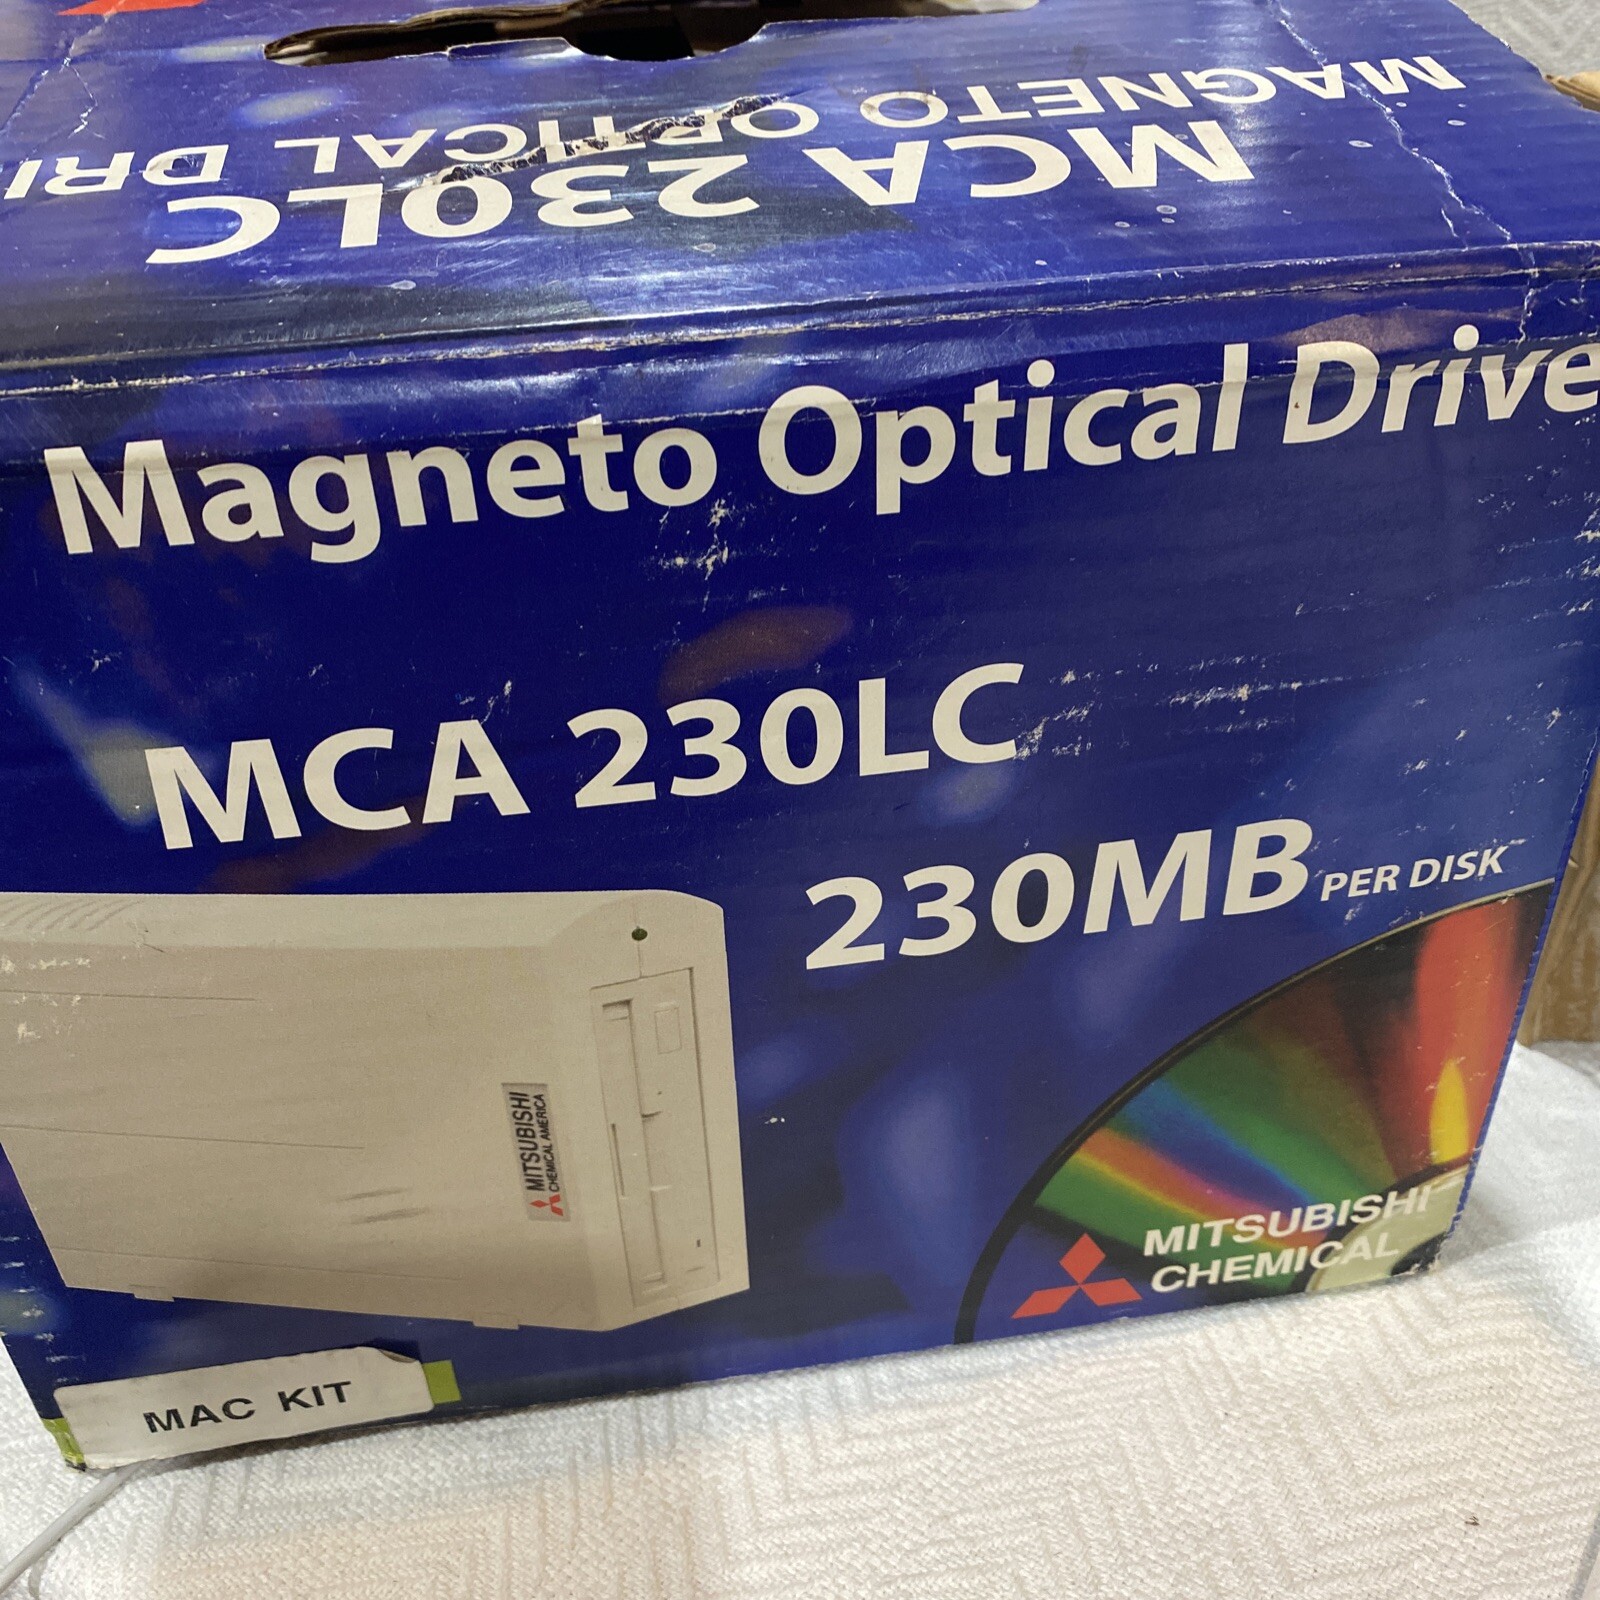 MAGNETO OPTICAL DRI
MCA 230LC
Magneto Optical Drive
MCA 230LC
230MB PER DISK
MITSUBISHI
CHEMICAL AMERICA
MITSUBISHI
CHEMICAL
MAC KIT